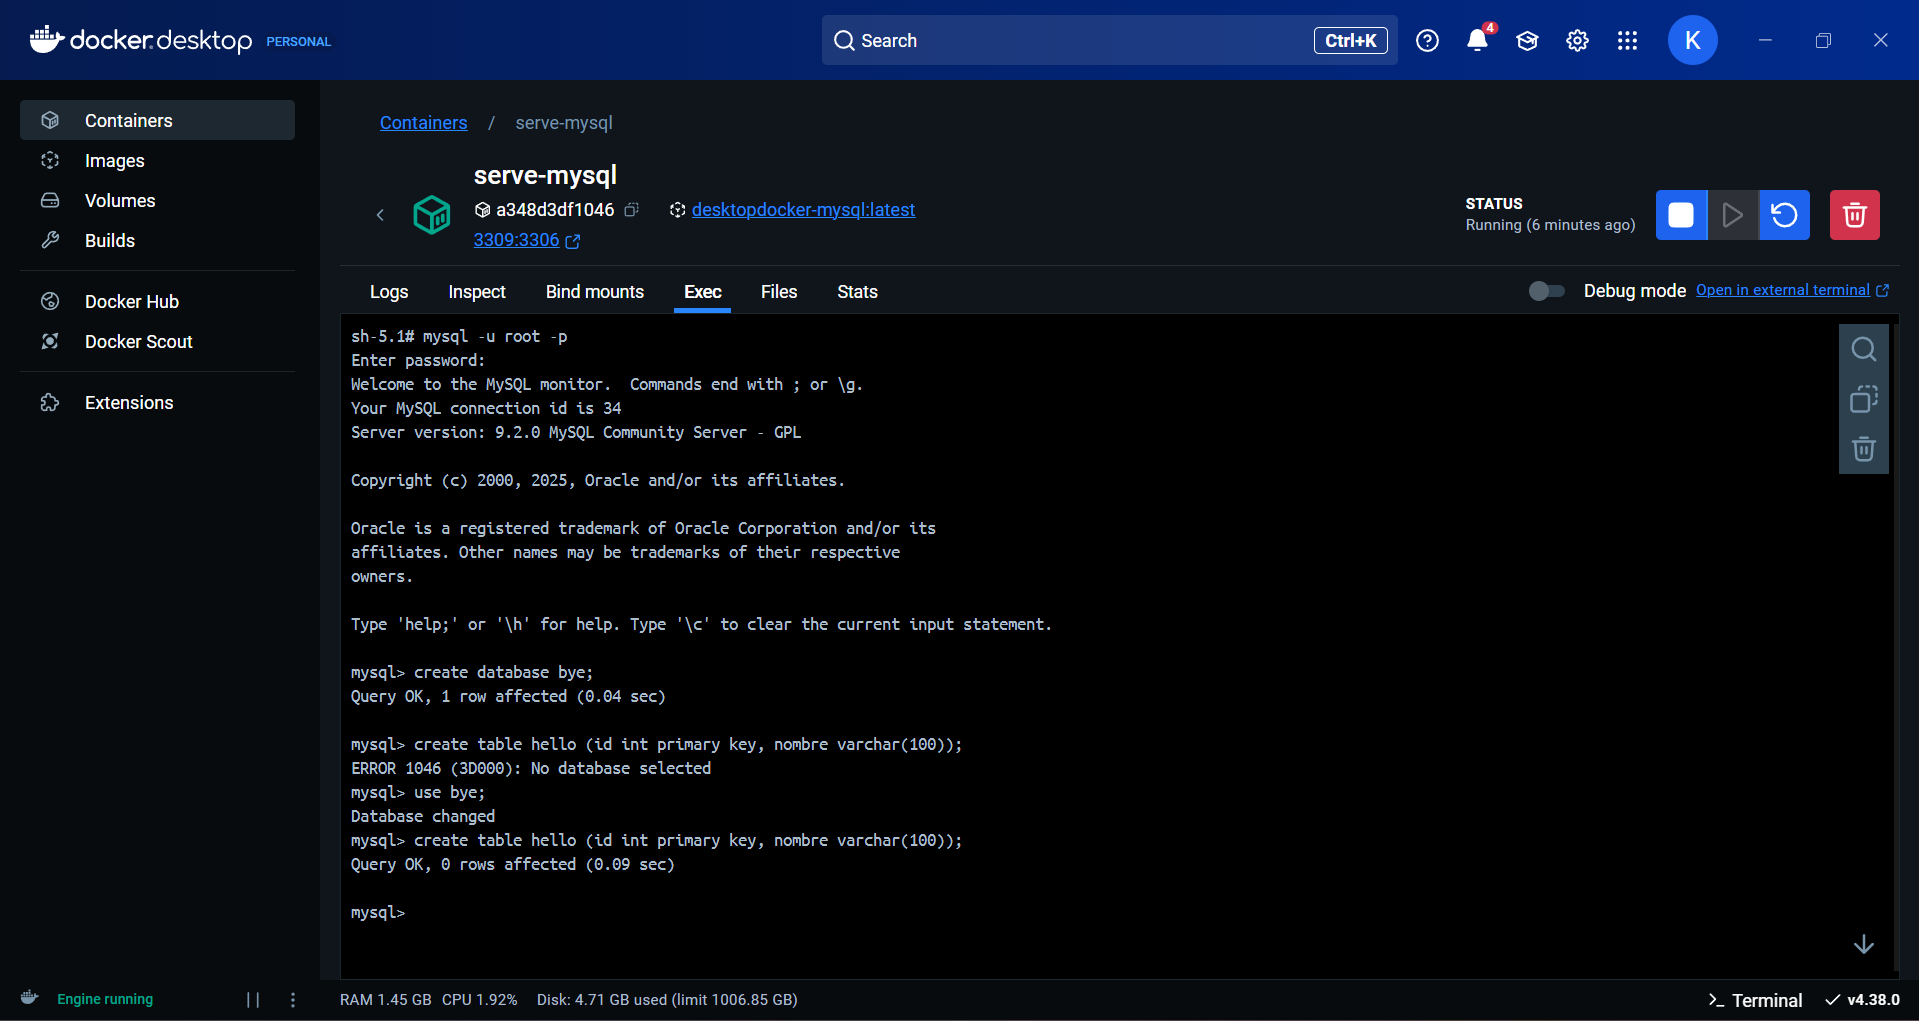 docker.desktop PERSONAL
Search
Ctrl+K
4
K
Containers
Images
Volumes
Builds
Docker Hub
Docker Scout
Extensions
Containers / serve-mysql
serve-mysql
a348d3df1046 desktopdocker-mysql:latest
3309:3306
STATUS
Running (6 minutes ago)
Logs Inspect Bind mounts Exec Files Stats
Debug mode Open in external terminal
sh-5.1# mysql -u root -p
Enter password:
Welcome to the MySQL monitor.  Commands end with ; or \g.
Your MySQL connection id is 34
Server version: 9.2.0 MySQL Community Server - GPL
Copyright (c) 2000, 2025, Oracle and/or its affiliates.
Oracle is a registered trademark of Oracle Corporation and/or its
affiliates. Other names may be trademarks of their respective
owners.
Type 'help;' or '\h' for help. Type '\c' to clear the current input statement.
mysql> create database bye;
Query OK, 1 row affected (0.04 sec)
mysql> create table hello (id int primary key, nombre varchar(100));
ERROR 1046 (3D000): No database selected
mysql> use bye;
Database changed
mysql> create table hello (id int primary key, nombre varchar(100));
Query OK, 0 rows affected (0.09 sec)
mysql>
Engine running
RAM 1.45 GB CPU 1.92% Disk: 4.71 GB used (limit 1006.85 GB)
>_ Terminal
v4.38.0